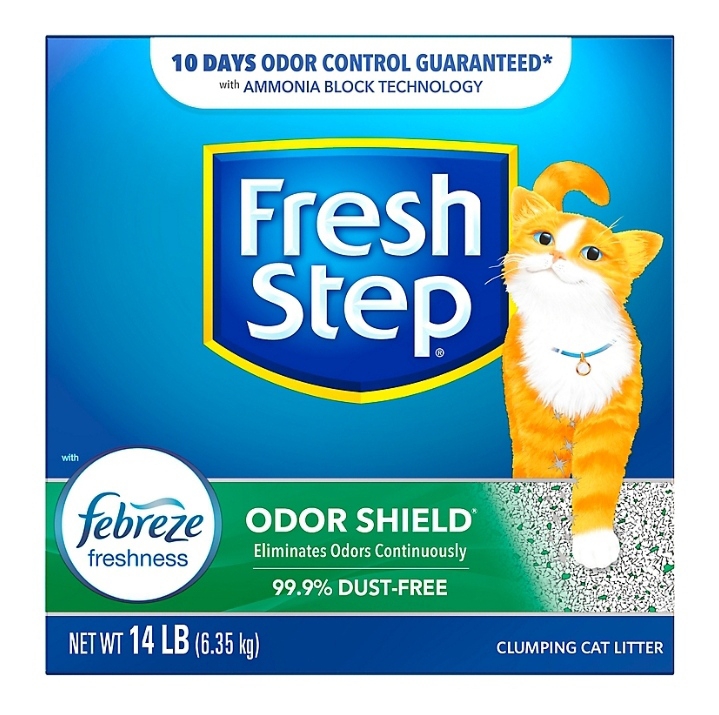 10 DAYS ODOR CONTROL GUARANTEED*
with AMMONIA BLOCK TECHNOLOGY
Fresh
Step®
with
febreze
freshness
ODOR SHIELD*
Eliminates Odors Continuously
99.9% DUST-FREE
NET WT 14 LB (6.35 kg)
CLUMPING CAT LITTER